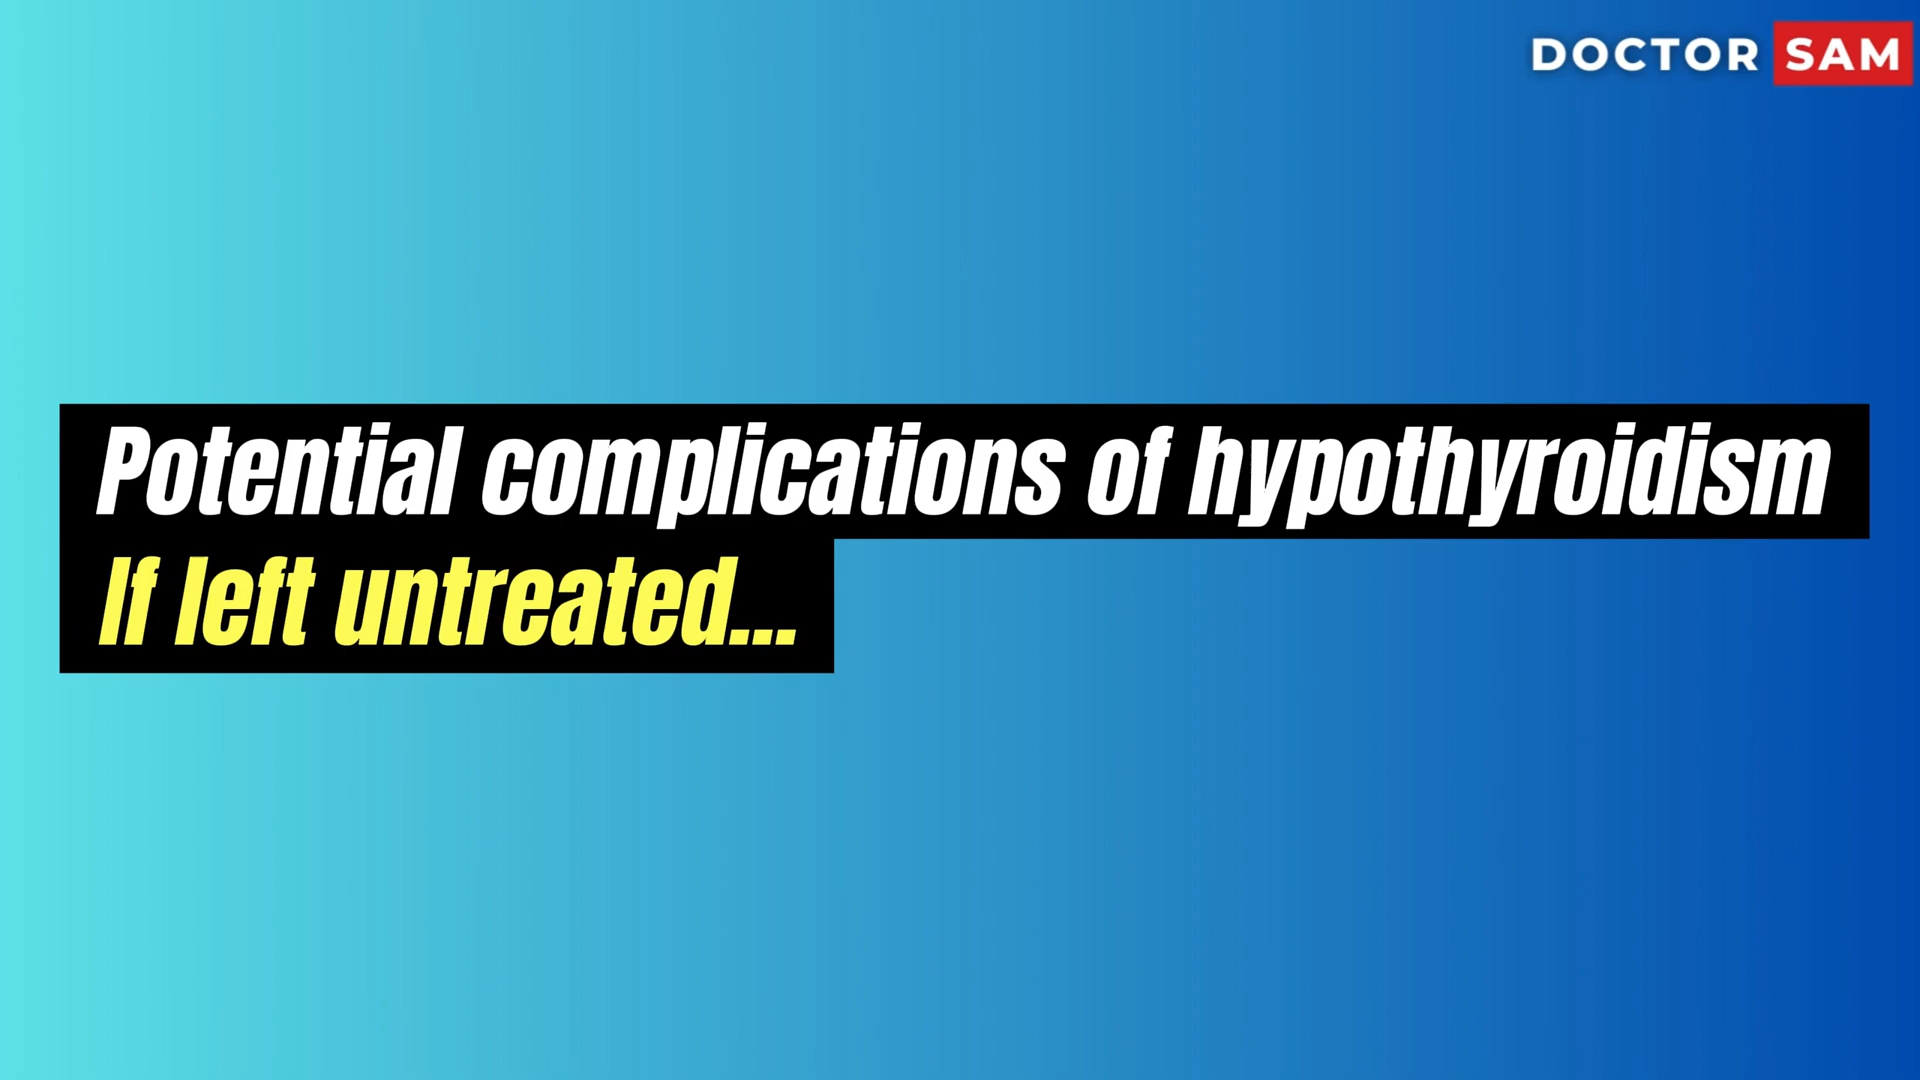 DOCTOR SAM
Potential complications of hypothyroidism
If left untreated...